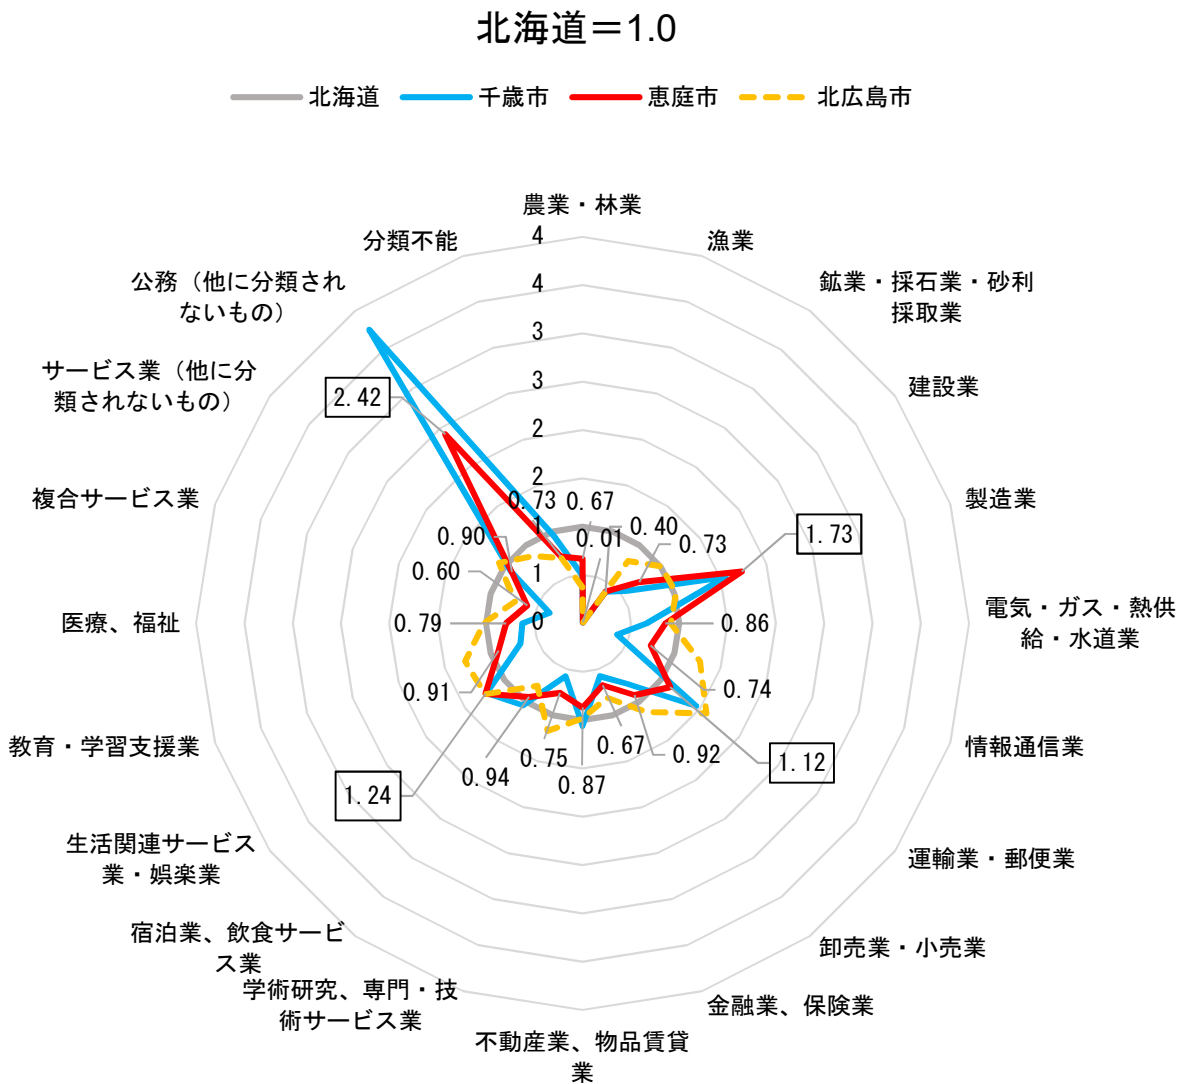 北海道＝1.0
北海道
千歳市
恵庭市
北広島市
農業・林業
漁業
鉱業・採石業・砂利
採取業
建設業
製造業
電気・ガス・熱供
給・水道業
情報通信業
運輸業・郵便業
卸売業・小売業
金融業、保険業
不動産業、物品賃貸
業
学術研究、専門・技
術サービス業
宿泊業、飲食サービ
ス業
生活関連サービス
業・娯楽業
教育・学習支援業
医療、福祉
複合サービス業
サービス業（他に分
類されないもの）
公務（他に分類され
ないもの）
分類不能
4
4
3
3
2
2
1
1
0
0.67
0.01
0.40
0.73
1.73
0.86
0.74
1.12
0.92
0.67
0.87
0.75
0.94
1.24
0.91
0.79
0.60
0.90
2.42
0.73